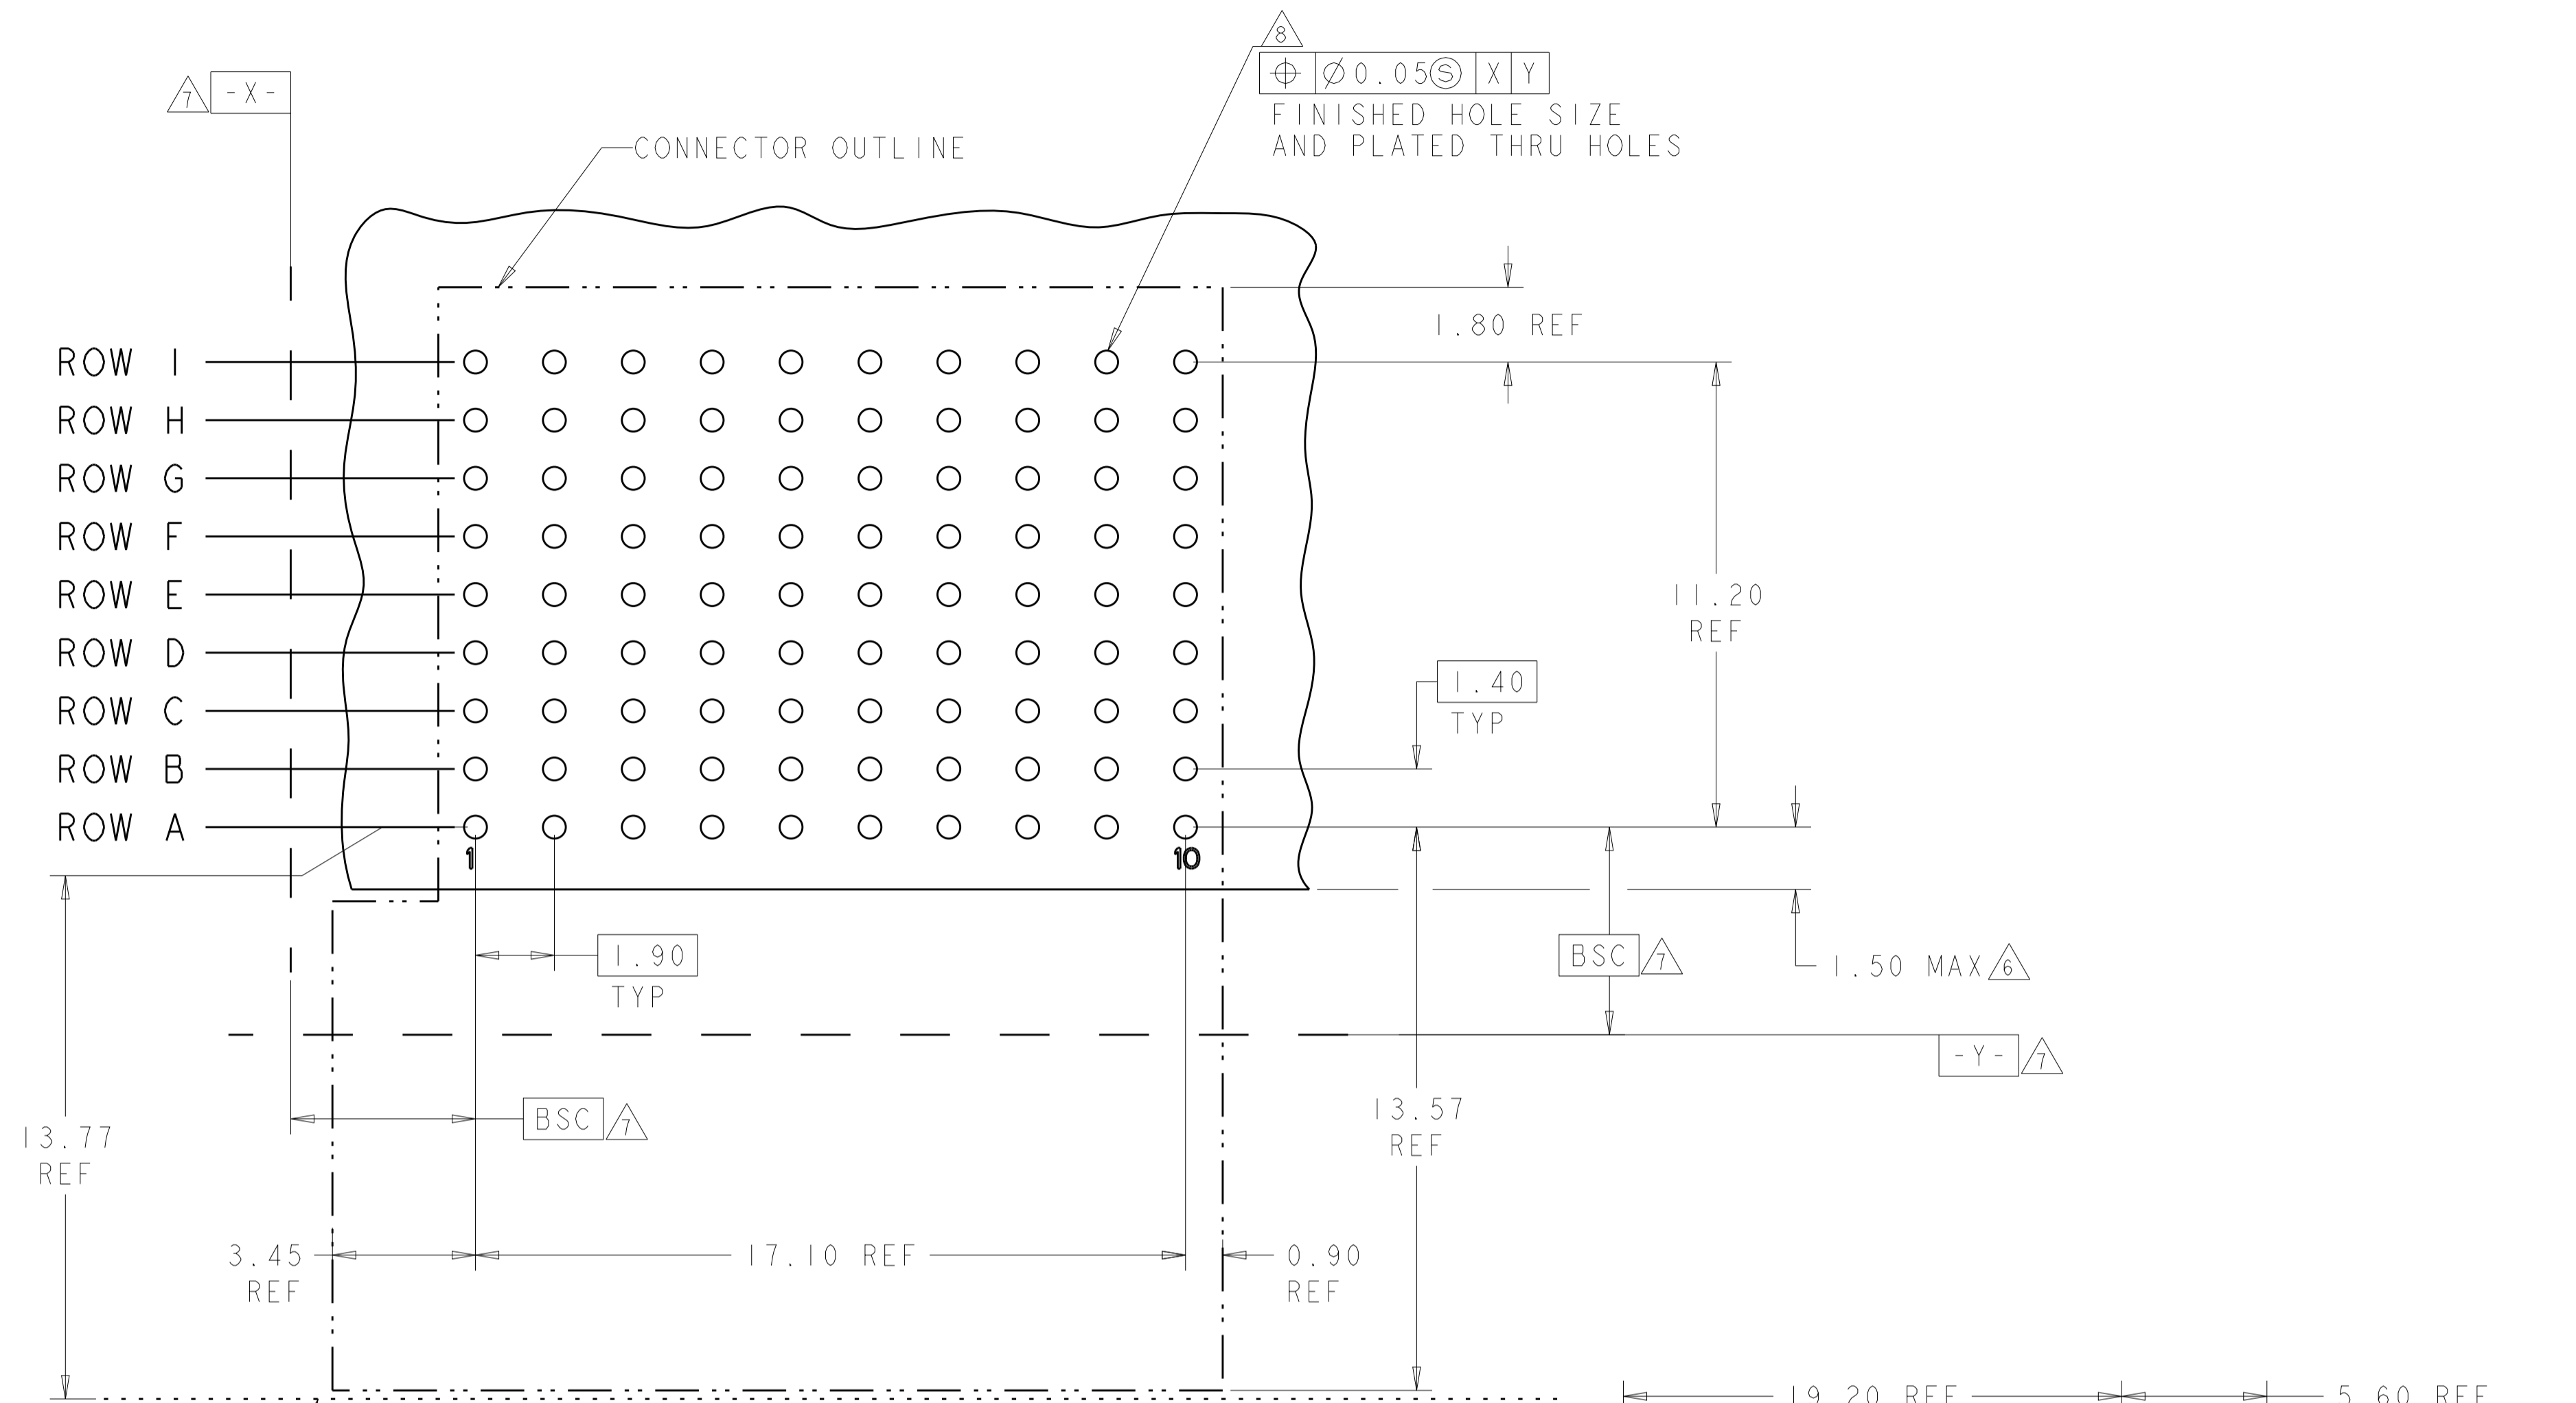 8
⌖ Ø0.05Ⓢ X Y
FINISHED HOLE SIZE
AND PLATED THRU HOLES
7 -X-
CONNECTOR OUTLINE
1.80 REF
ROW I
ROW H
ROW G
ROW F
ROW E
ROW D
ROW C
ROW B
ROW A
11.20
REF
1.40
TYP
1 10
1.90
TYP
BSC 7
1.50 MAX 6
-Y- 7
BSC 7
13.57
REF
13.77
REF
3.45
REF
17.10 REF
0.90
REF
19.20 REF
5.60 REF